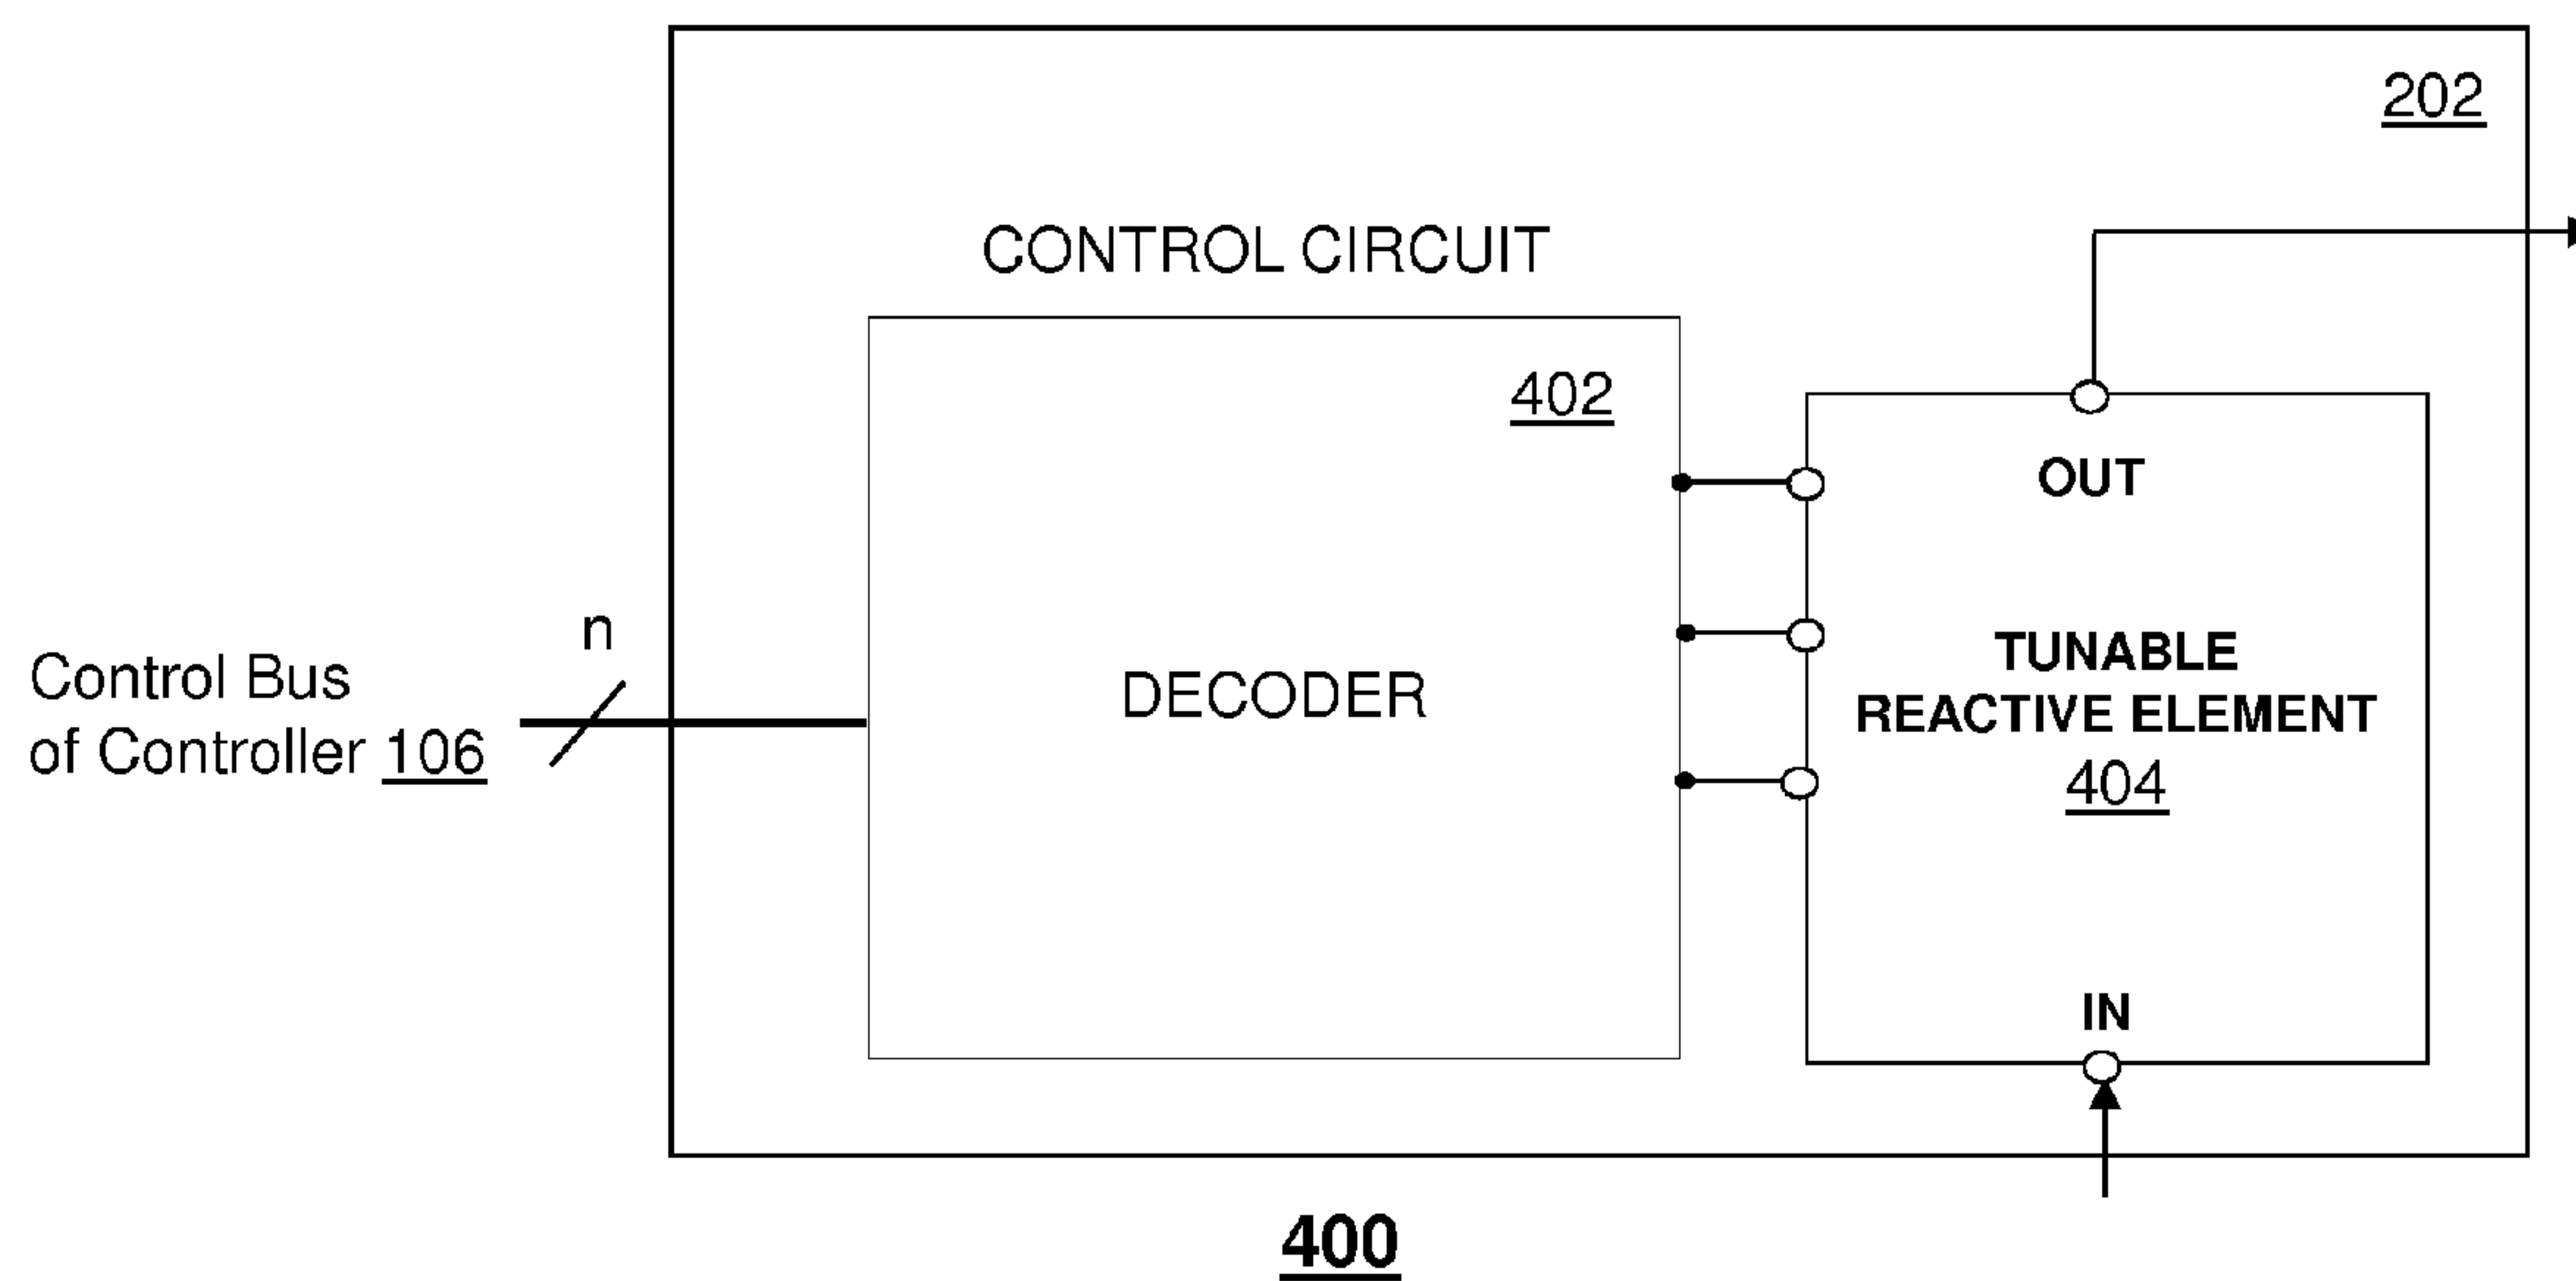 202
CONTROL CIRCUIT
402
OUT
n
Control Bus
of Controller 106
DECODER
TUNABLE
REACTIVE ELEMENT
404
IN
400